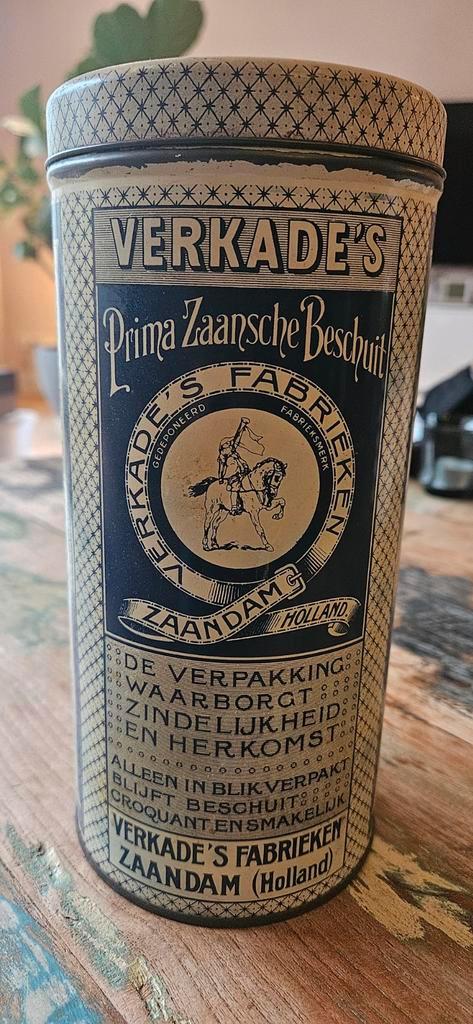 VERKADE'S
Prima Zaansche Beschuit
VERKADE'S FABRIEKEN
GEDEPONEERD FABRIEKSMERK
ZAANDAM HOLLAND.
DE VERPAKKING
WAARBORGT
ZINDELIJKHEID
EN HERKOMST
ALLEEN IN BLIK VERPAKT
BLIJFT BESCHUIT
CROQUANT EN SMAKELIJK
VERKADE'S FABRIEKEN
ZAANDAM (Holland)